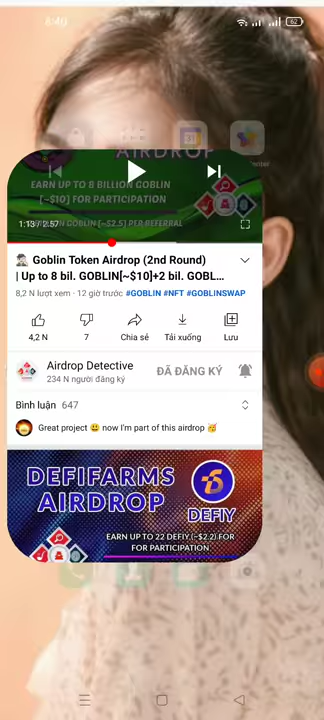 8:40
62
AIRDROP
EARN UP TO 8 BILLION GOBLIN
(~$10) FOR PARTICIPATION
GOBLIN (~$2.5) PER REFERRAL
1:13 / 2:57
Goblin Token Airdrop (2nd Round)
| Up to 8 bil. GOBLIN[~$10]+2 bil. GOBL...
8,2 N lượt xem · 12 giờ trước #GOBLIN #NFT #GOBLINSWAP
4,2 N
7
Chia sẻ
Tải xuống
Lưu
Airdrop Detective
234 N người đăng ký
ĐÃ ĐĂNG KÝ
Bình luận 647
Great project 😃 now I'm part of this airdrop 🥳
DEFIFARMS
AIRDROP
DEFIY
EARN UP TO 22 DEFIY (~$2.2) FOR
FOR PARTICIPATION